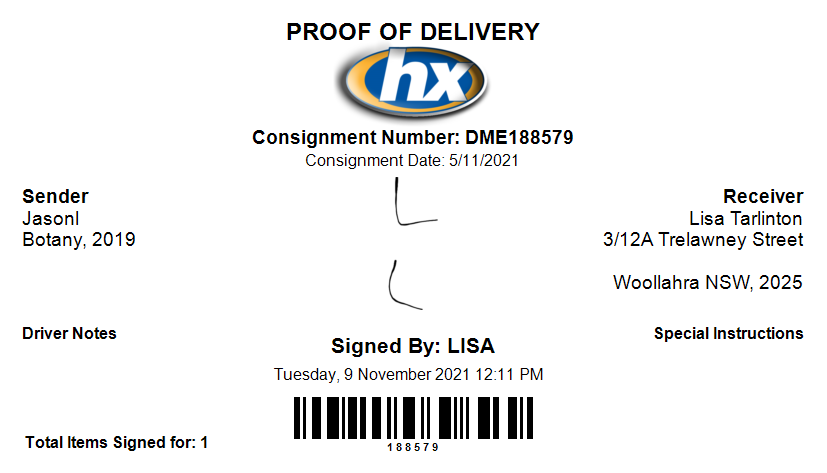 PROOF OF DELIVERY
hx
Consignment Number: DME188579
Consignment Date: 5/11/2021
Sender
JasonI
Botany, 2019
Receiver
Lisa Tarlinton
3/12A Trelawney Street
Woollahra NSW, 2025
L
L
Driver Notes
Special Instructions
Signed By: LISA
Tuesday, 9 November 2021 12:11 PM
188579
Total Items Signed for: 1